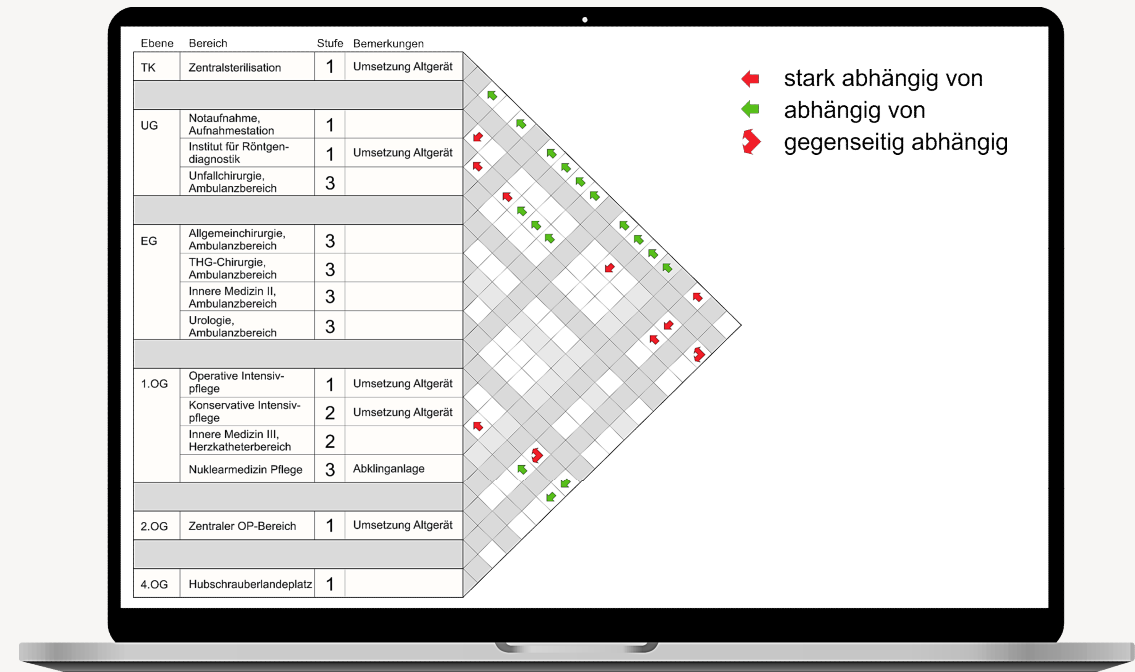 Ebene Bereich Stufe Bemerkungen
TK Zentralsterilisation 1 Umsetzung Altgerät
UG Notaufnahme,
Aufnahmestation 1
Institut für Röntgen-
diagnostik 1 Umsetzung Altgerät
Unfallchirurgie,
Ambulanzbereich 3
EG Allgemeinchirurgie,
Ambulanzbereich 3
THG-Chirurgie,
Ambulanzbereich 3
Innere Medizin II,
Ambulanzbereich 3
Urologie,
Ambulanzbereich 3
1.OG Operative Intensiv-
pflege 1 Umsetzung Altgerät
Konservative Intensiv-
pflege 2 Umsetzung Altgerät
Innere Medizin III,
Herzkatheterbereich 2
Nuklearmedizin Pflege 3 Abklinganlage
2.OG Zentraler OP-Bereich 1 Umsetzung Altgerät
4.OG Hubschrauberlandeplatz 1
stark abhängig von
abhängig von
gegenseitig abhängig